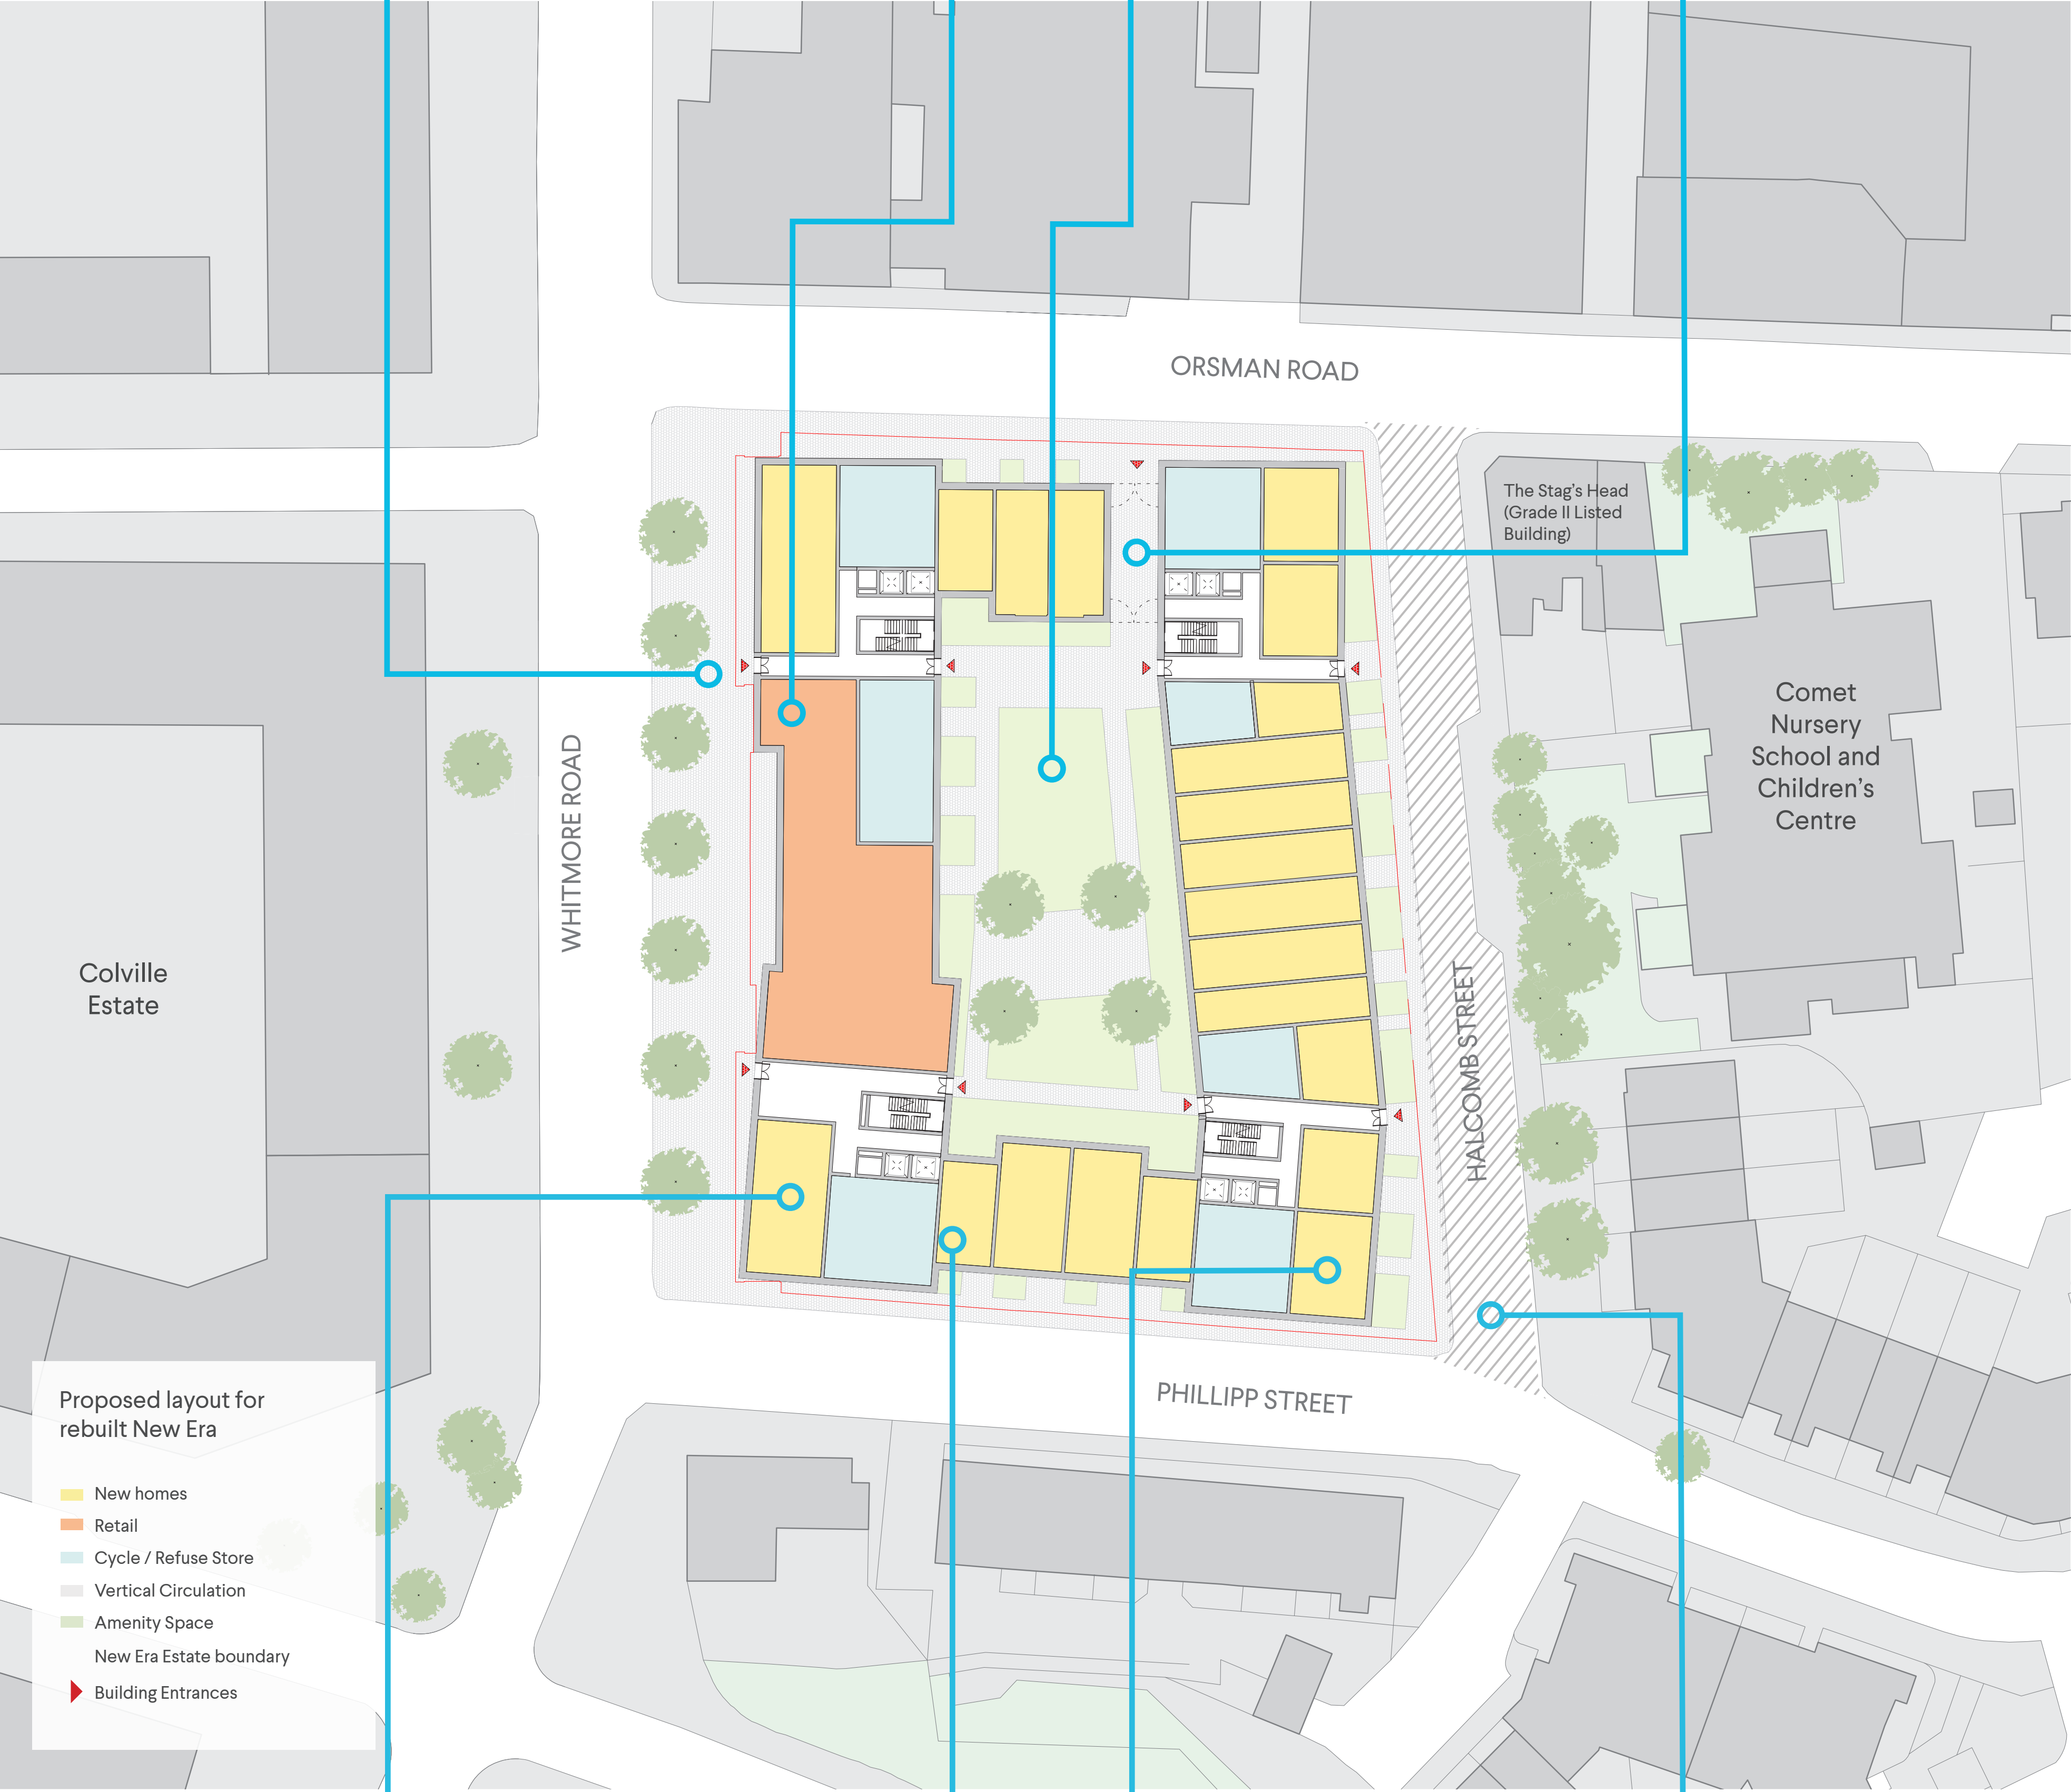 ORSMAN ROAD
The Stag’s Head
(Grade II Listed
Building)
Comet
Nursery
School and
Children’s
Centre
WHITMORE ROAD
Colville
Estate
HALCOMB STREET
PHILLIPP STREET
Proposed layout for
rebuilt New Era
New homes
Retail
Cycle / Refuse Store
Vertical Circulation
Amenity Space
New Era Estate boundary
Building Entrances